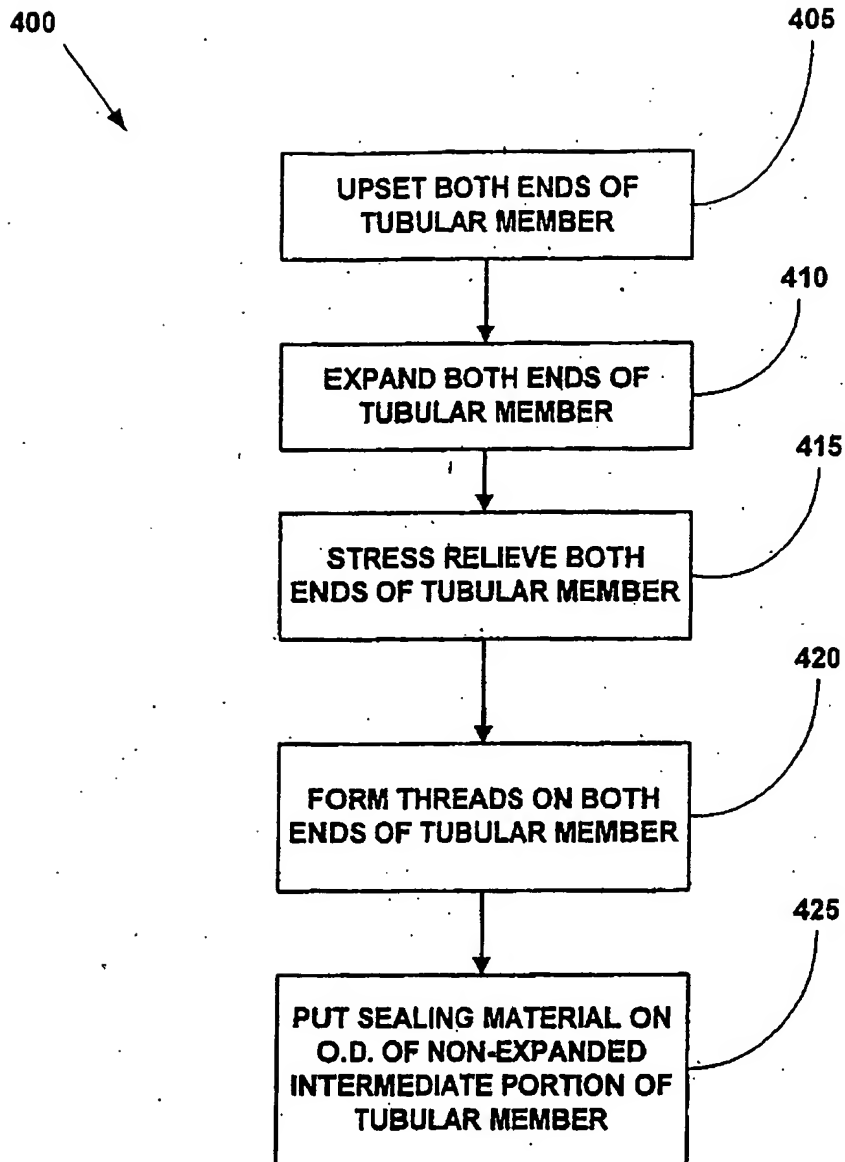 400
405
UPSET BOTH ENDS OF
TUBULAR MEMBER
410
EXPAND BOTH ENDS OF
TUBULAR MEMBER
415
STRESS RELIEVE BOTH
ENDS OF TUBULAR MEMBER
420
FORM THREADS ON BOTH
ENDS OF TUBULAR MEMBER
425
PUT SEALING MATERIAL ON
O.D. OF NON-EXPANDED
INTERMEDIATE PORTION OF
TUBULAR MEMBER